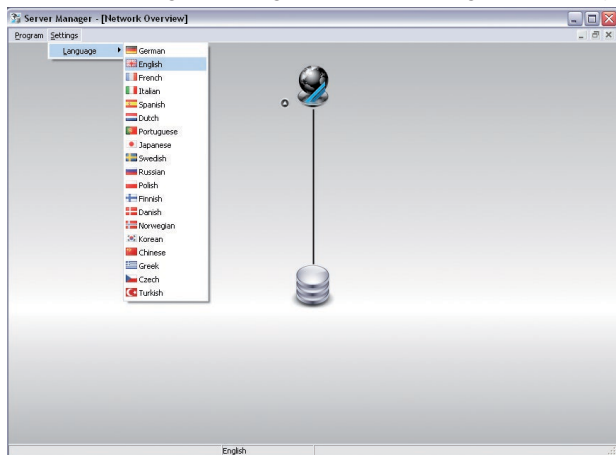 Server Manager - [Network Overview]
Program Settings
Language
German
English
French
Italian
Spanish
Dutch
Portuguese
Japanese
Swedish
Russian
Polish
Finnish
Danish
Norwegian
Korean
Chinese
Greek
Czech
Turkish
English